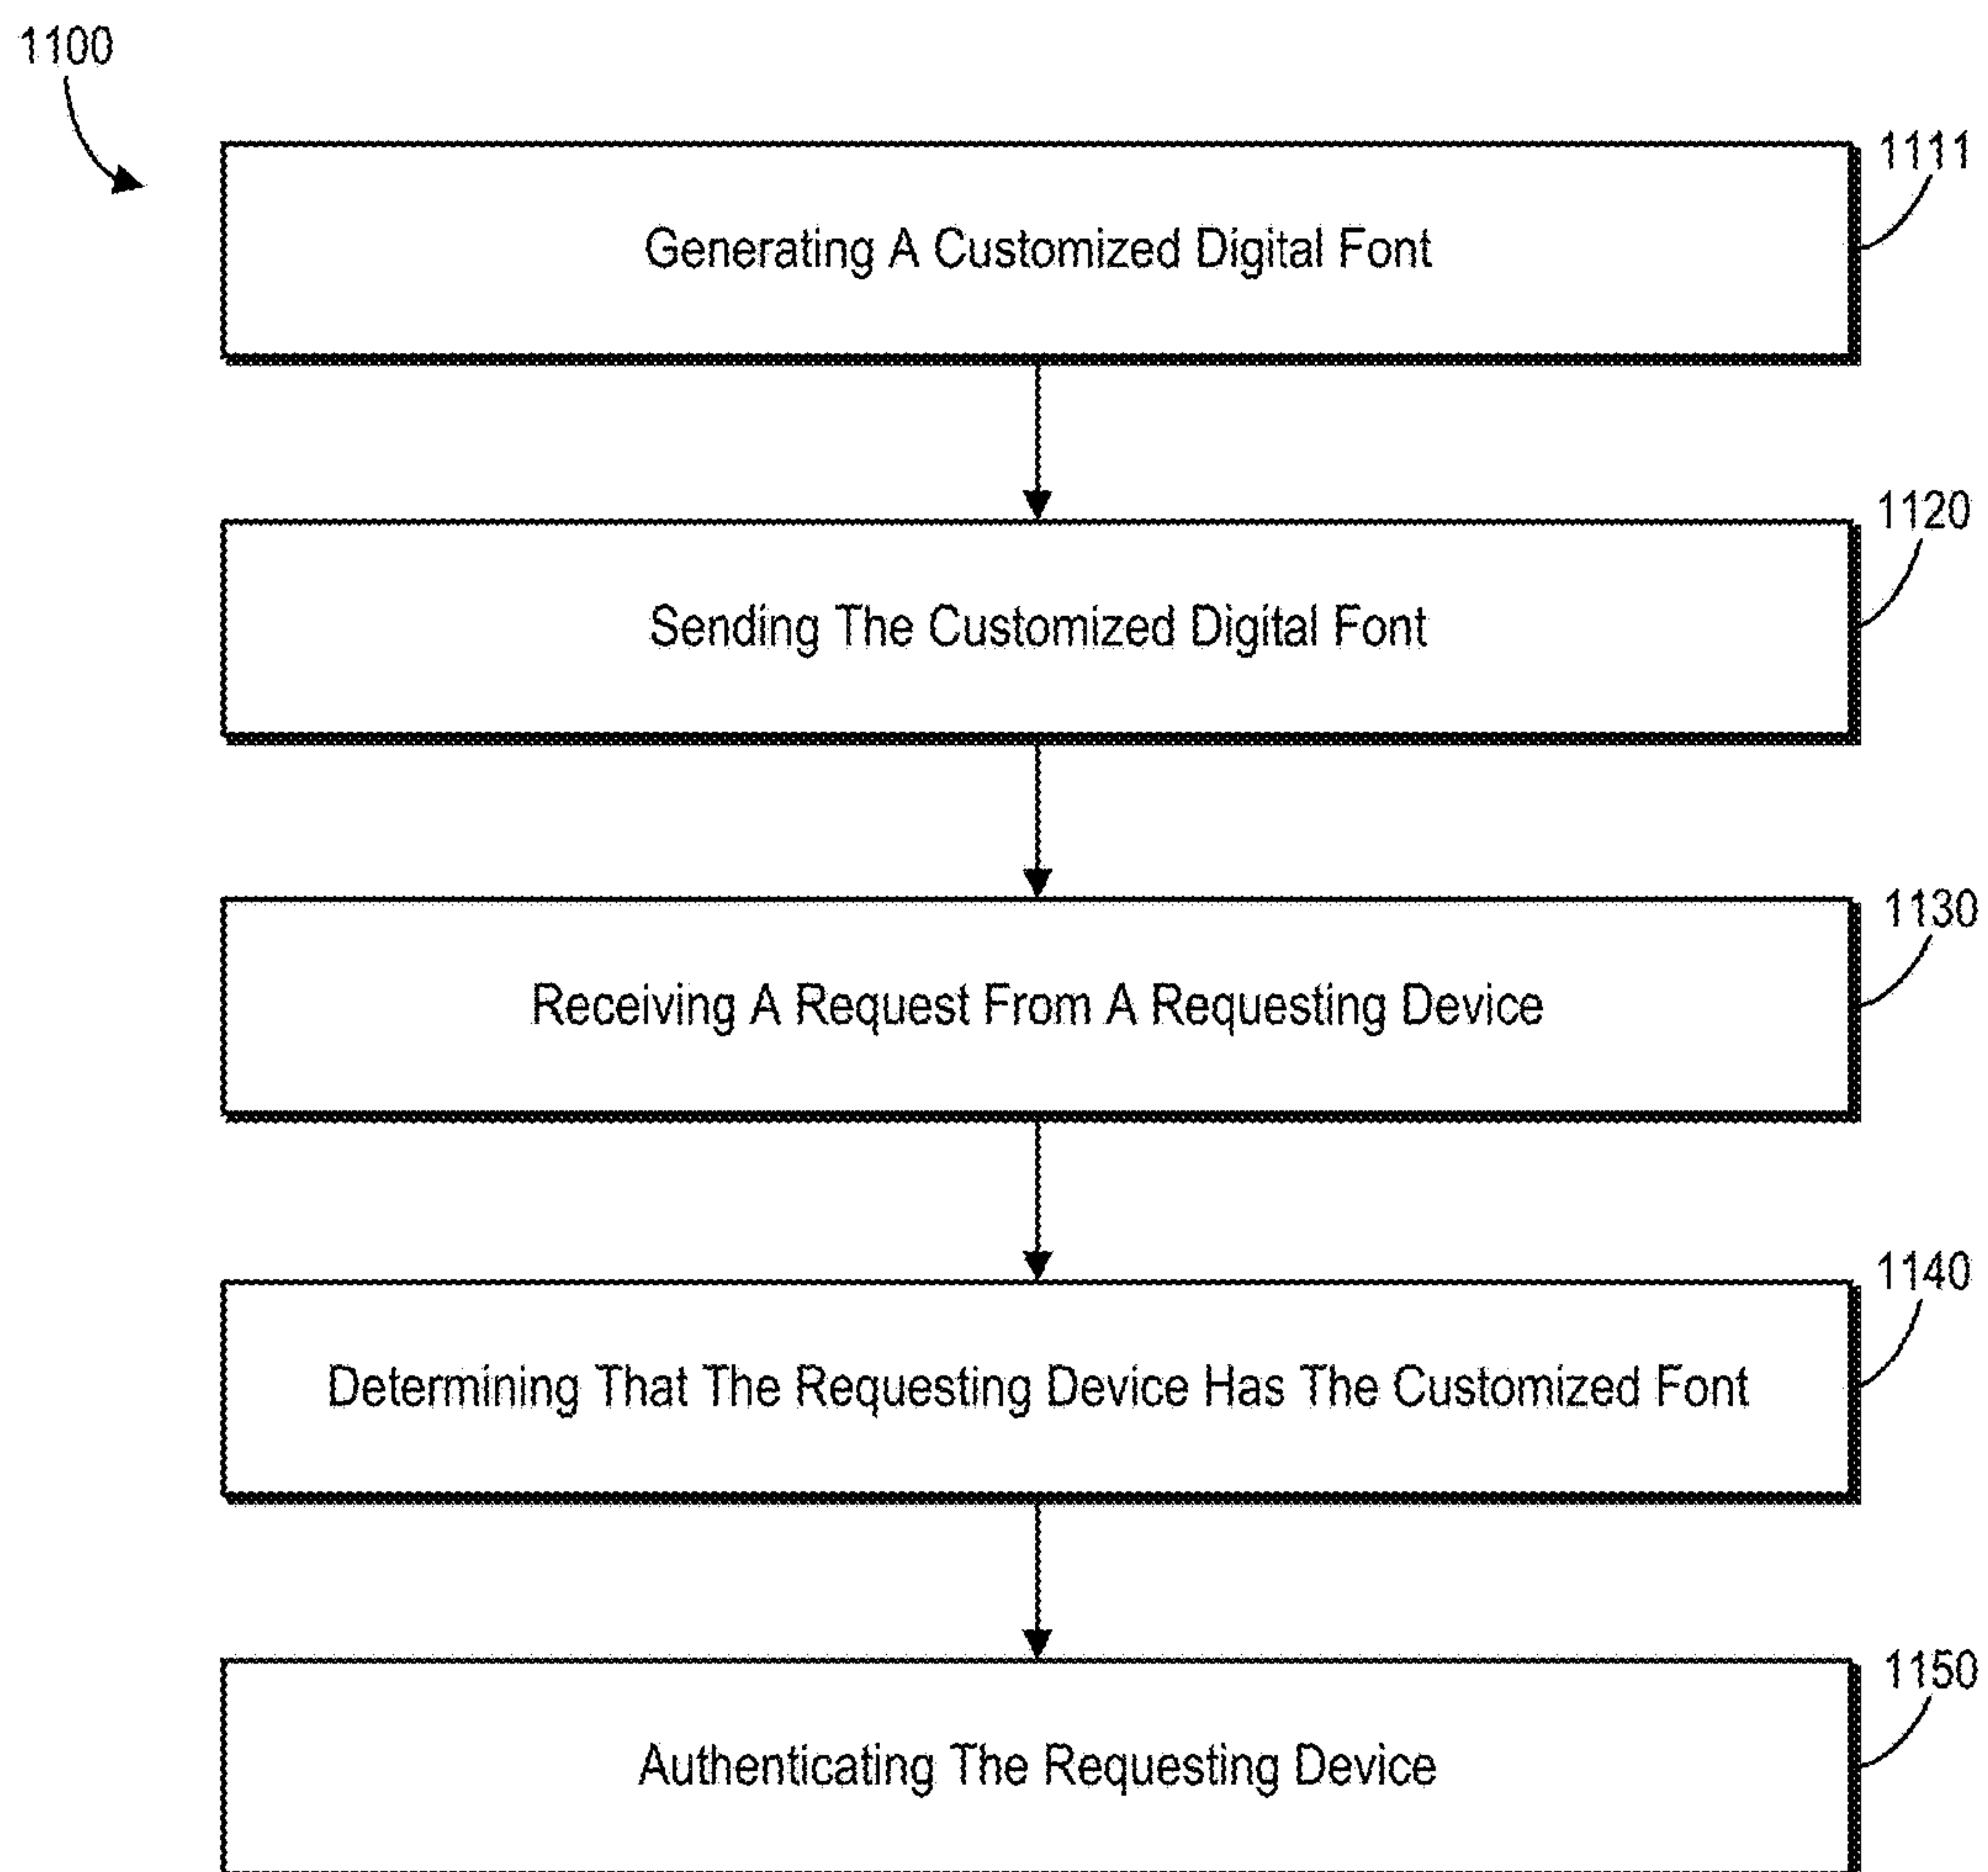 1100
1111
Generating A Customized Digital Font
1120
Sending The Customized Digital Font
1130
Receiving A Request From A Requesting Device
1140
Determining That The Requesting Device Has The Customized Font
1150
Authenticating The Requesting Device